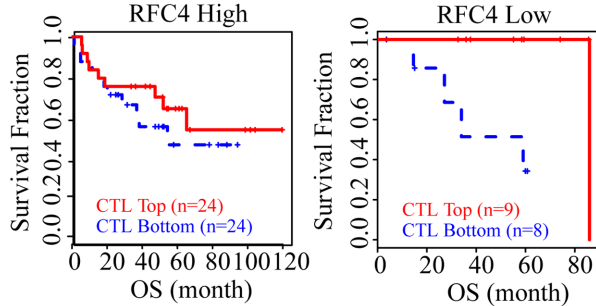 RFC4 High
Survival Fraction
1.0
0.8
0.6
0.4
0.2
0.0
CTL Top (n=24)
CTL Bottom (n=24)
0 20 40 60 80 100 120
OS (month)
RFC4 Low
Survival Fraction
1.0
0.8
0.6
0.4
0.2
0.0
CTL Top (n=9)
CTL Bottom (n=8)
0 20 40 60 80
OS (month)